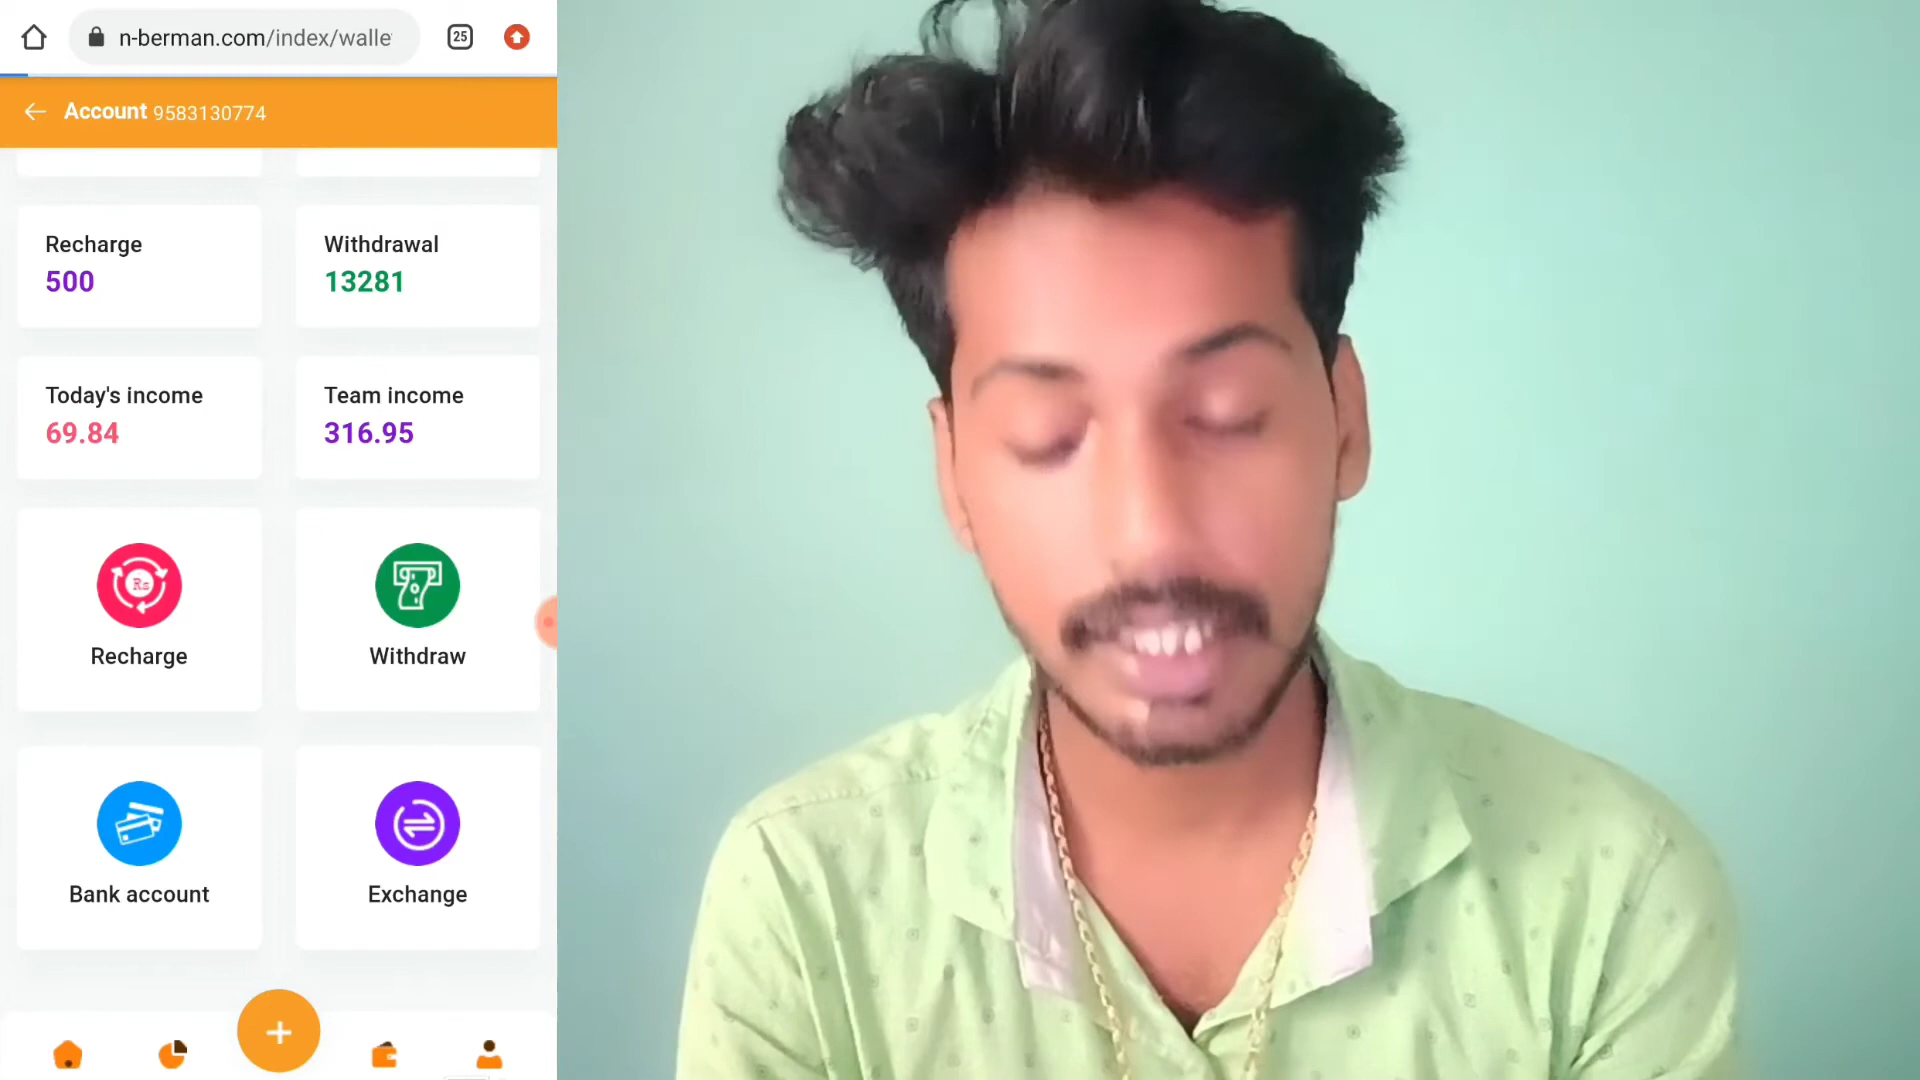 n-berman.com/index/walle
25
Account 9583130774
Recharge
500
Withdrawal
13281
Today's income
69.84
Team income
316.95
Rs
Recharge
Withdraw
Bank account
Exchange